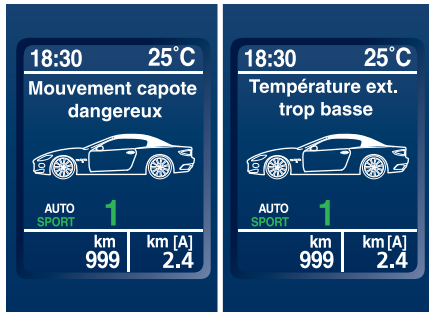 18:30 25°C
Mouvement capote
dangereux
AUTO
SPORT 1
km km [A]
999 2.4
18:30 25°C
Température ext.
trop basse
AUTO
SPORT 1
km km [A]
999 2.4